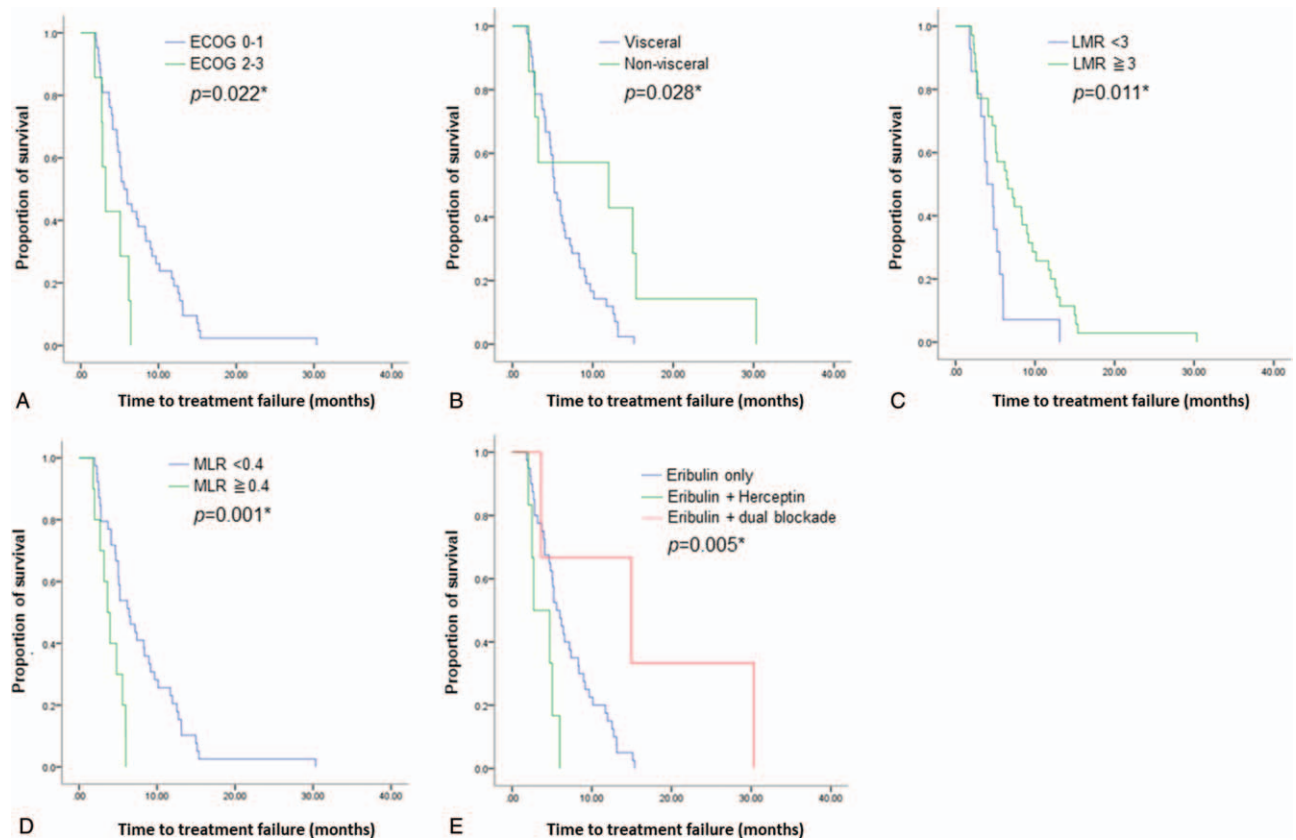 ECOG 0-1
ECOG 2-3
p=0.022*
Proportion of survival
1.0
0.8
0.6
0.4
0.2
0.0
.00 10.00 20.00 30.00 40.00
A Time to treatment failure (months)
Visceral
Non-visceral
p=0.028*
Proportion of survival
1.0
0.8
0.6
0.4
0.2
0.0
.00 10.00 20.00 30.00 40.00
B Time to treatment failure (months)
LMR <3
LMR ≧ 3
p=0.011*
Proportion of survival
1.0
0.8
0.6
0.4
0.2
0.0
.00 10.00 20.00 30.00 40.00
C Time to treatment failure (months)
MLR <0.4
MLR ≧ 0.4
p=0.001*
Proportion of survival
1.0
0.8
0.6
0.4
0.2
0.0
.00 10.00 20.00 30.00 40.00
D Time to treatment failure (months)
Eribulin only
Eribulin + Herceptin
Eribulin + dual blockade
p=0.005*
Proportion of survival
1.0
0.8
0.6
0.4
0.2
0.0
.00 10.00 20.00 30.00 40.00
E Time to treatment failure (months)